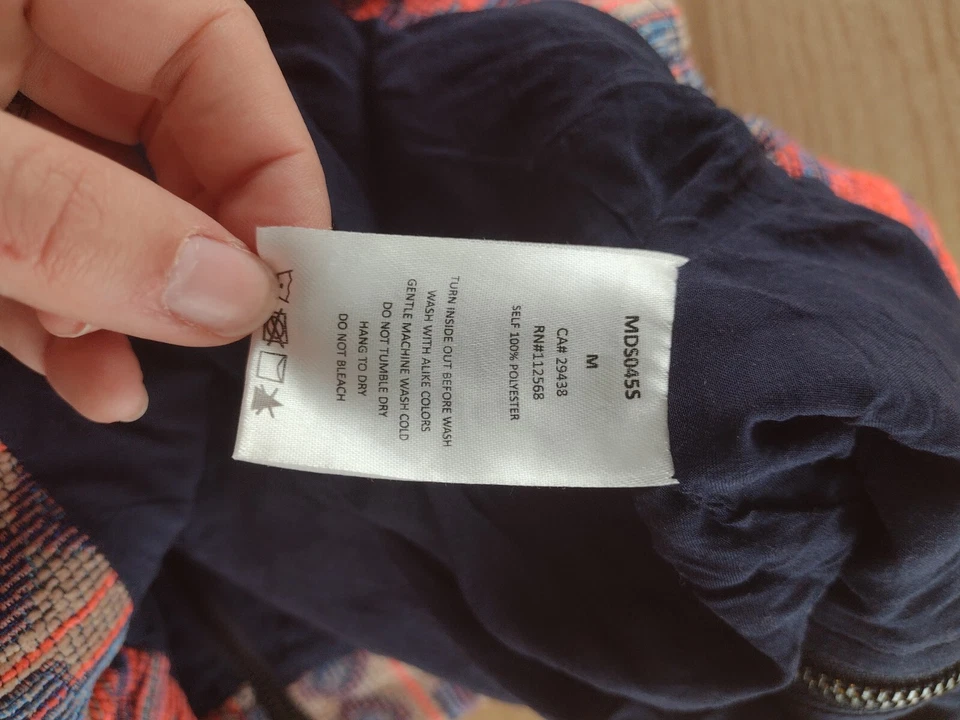 MDS045S
M
CA# 29438
RN#112568
SELF 100% POLYESTER
TURN INSIDE OUT BEFORE WASH
WASH WITH ALIKE COLORS
GENTLE MACHINE WASH COLD
DO NOT TUMBLE DRY
HANG TO DRY
DO NOT BLEACH